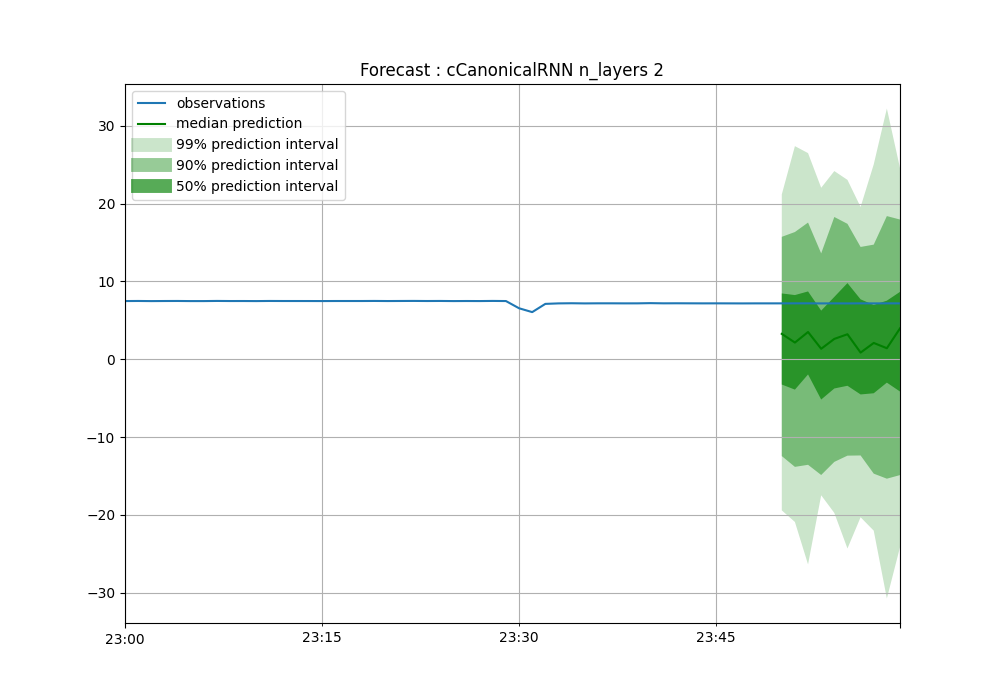 Forecast : cCanonicalRNN n_layers 2
observations
median prediction
99% prediction interval
90% prediction interval
50% prediction interval
30
20
10
0
−10
−20
−30
23:00
23:15
23:30
23:45